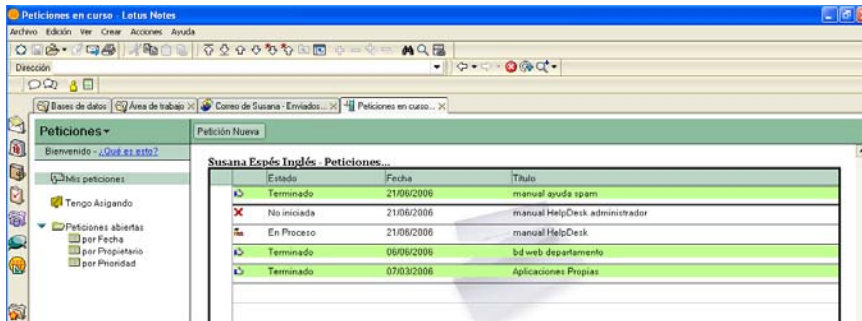 Peticiones en curso - Lotus Notes
Archivo Edición Ver Crear Acciones Ayuda
Dirección
Bases de datos Área de trabajo Correo de Susana - Enviados... Peticiones en curso...
Peticiones Petición Nueva
Bienvenido - ¿Qué es esto?
Susana Espés Inglés - Peticiones...
Estado Fecha Título
Mis peticiones
Terminado 21/06/2006 manual ayuda spam
Tengo Asigando
No iniciada 21/06/2006 manual HelpDesk administrador
Peticiones abiertas
En Proceso 21/06/2006 manual HelpDesk
por Fecha
por Propietario
Terminado 06/06/2006 bd web departamento
por Prioridad
Terminado 07/03/2006 Aplicaciones Propias